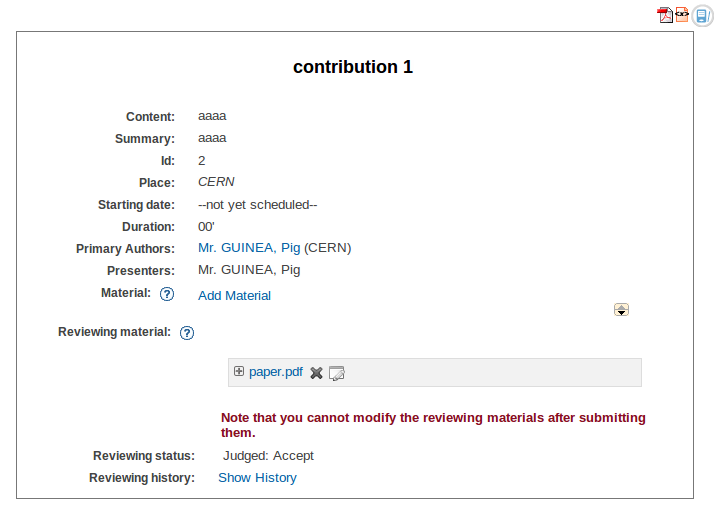 contribution 1
Content: aaaa
Summary: aaaa
Id: 2
Place: CERN
Starting date: --not yet scheduled--
Duration: 00'
Primary Authors: Mr. GUINEA, Pig (CERN)
Presenters: Mr. GUINEA, Pig
Material: ? Add Material
Reviewing material: ?
paper.pdf
Note that you cannot modify the reviewing materials after submitting
them.
Reviewing status: Judged: Accept
Reviewing history: Show History